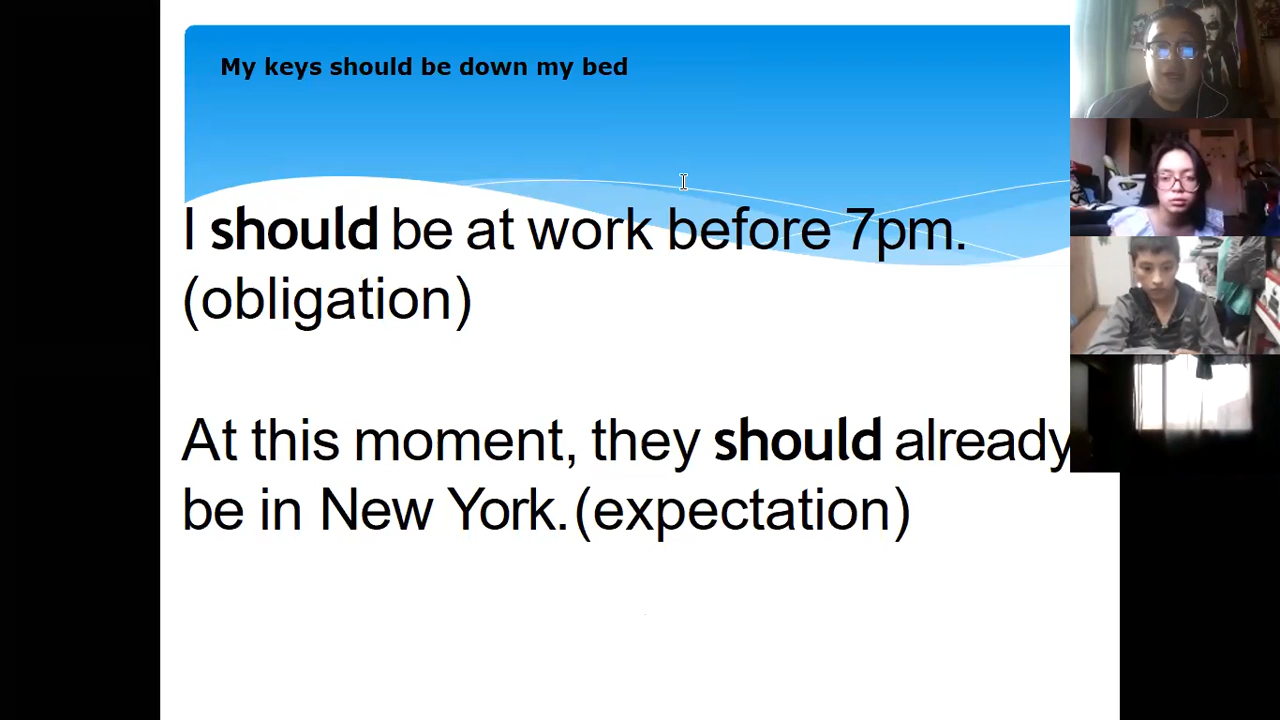 My keys should be down my bed
I should be at work before 7pm.
(obligation)
At this moment, they should already
be in New York.(expectation)